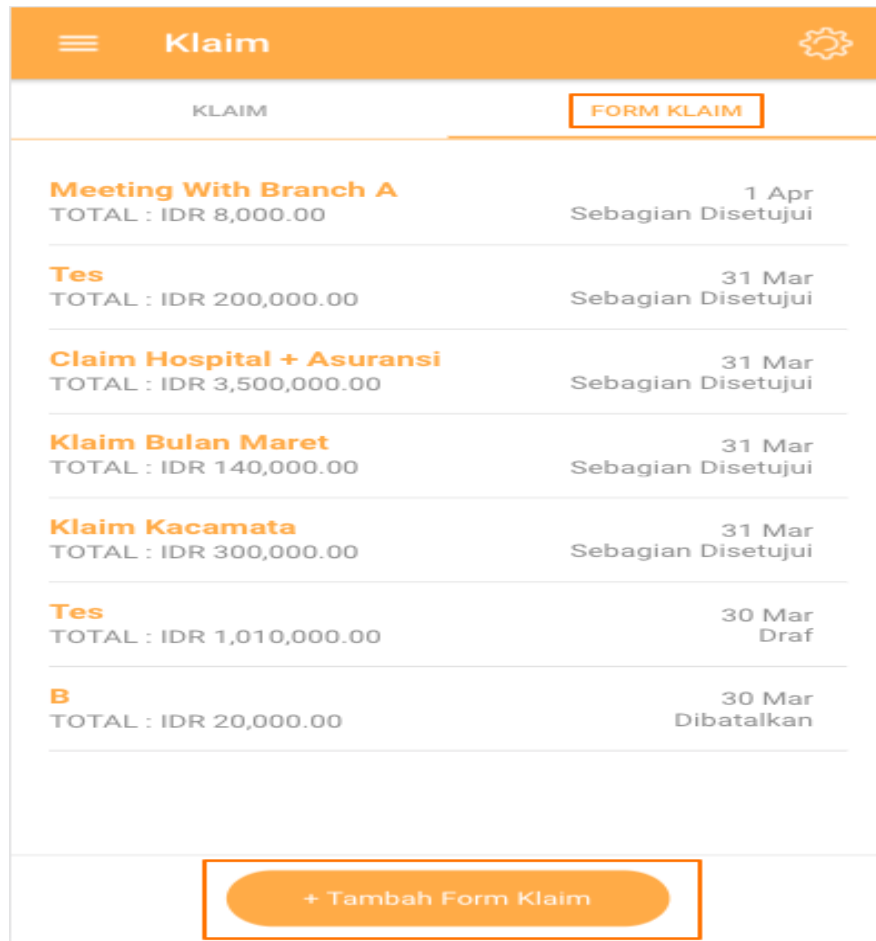 Klaim
KLAIM
FORM KLAIM
Meeting With Branch A
1 Apr
TOTAL : IDR 8,000.00
Sebagian Disetujui
Tes
31 Mar
TOTAL : IDR 200,000.00
Sebagian Disetujui
Claim Hospital + Asuransi
31 Mar
TOTAL : IDR 3,500,000.00
Sebagian Disetujui
Klaim Bulan Maret
31 Mar
TOTAL : IDR 140,000.00
Sebagian Disetujui
Klaim Kacamata
31 Mar
TOTAL : IDR 300,000.00
Sebagian Disetujui
Tes
30 Mar
TOTAL : IDR 1,010,000.00
Draf
B
30 Mar
TOTAL : IDR 20,000.00
Dibatalkan
+ Tambah Form Klaim